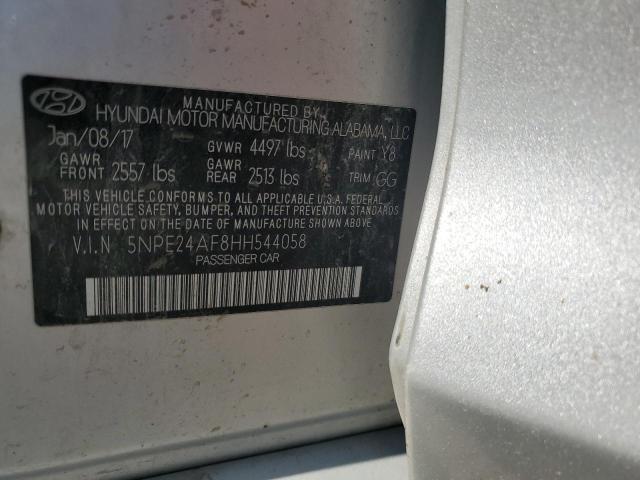 MANUFACTURED BY
HYUNDAI MOTOR MANUFACTURING ALABAMA, LLC
Jan/08/17 GVWR 4497 lbs PAINT Y8
GAWR FRONT 2557 lbs GAWR REAR 2513 lbs TRIM GG
THIS VEHICLE CONFORMS TO ALL APPLICABLE U.S.A. FEDERAL
MOTOR VEHICLE SAFETY, BUMPER, AND THEFT PREVENTION STANDARDS
IN EFFECT ON THE DATE OF MANUFACTURE SHOWN ABOVE.
V.I.N 5NPE24AF8HH544058
PASSENGER CAR